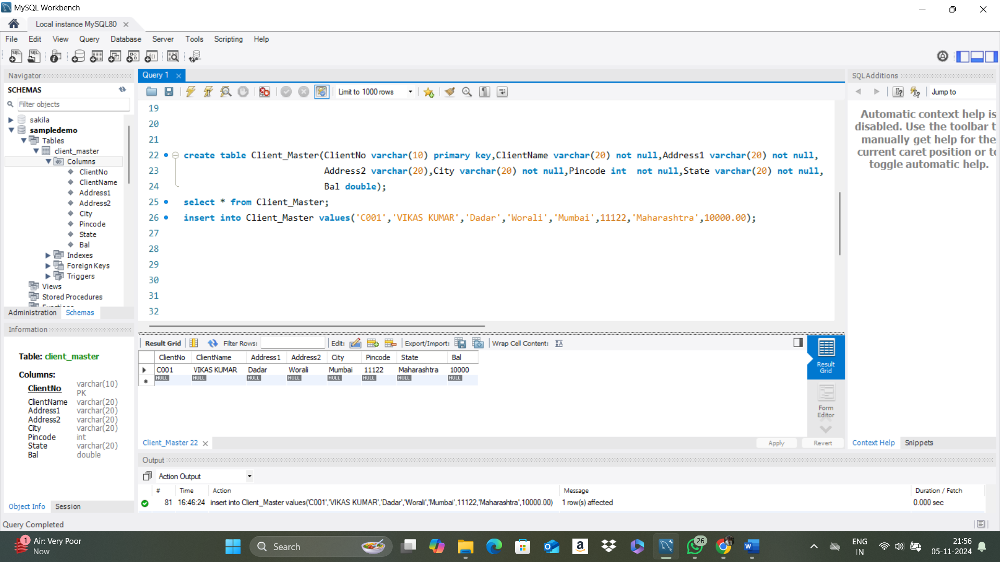 MySQL Workbench
Local instance MySQL80
File Edit View Query Database Server Tools Scripting Help
Navigator
SCHEMAS
Filter objects
sakila
sampledemo
Tables
client_master
Columns
ClientNo
ClientName
Address1
Address2
City
Pincode
State
Bal
Indexes
Foreign Keys
Triggers
Views
Stored Procedures
Administration Schemas
Information
Table: client_master
Columns:
ClientNo varchar(10) PK
ClientName varchar(20)
Address1 varchar(20)
Address2 varchar(20)
City varchar(20)
Pincode int
State varchar(20)
Bal double
Object Info Session
Query 1
Limit to 1000 rows
19
20
21
22 create table Client_Master(ClientNo varchar(10) primary key,ClientName varchar(20) not null,Address1 varchar(20) not null,
23 Address2 varchar(20),City varchar(20) not null,Pincode int  not null,State varchar(20) not null,
24 Bal double);
25 select * from Client_Master;
26 insert into Client_Master values('C001','VIKAS KUMAR','Dadar','Worali','Mumbai',11122,'Maharashtra',10000.00);
27
28
29
30
31
32
Result Grid Filter Rows: Edit: Export/Import: Wrap Cell Content:
ClientNo ClientName Address1 Address2 City Pincode State Bal
C001 VIKAS KUMAR Dadar Worali Mumbai 11122 Maharashtra 10000
NULL NULL NULL NULL NULL NULL NULL NULL
Result
Grid
Form
Editor
Client_Master 22
Apply Revert
Output
Action Output
# Time Action Message Duration / Fetch
81 16:46:24 insert into Client_Master values('C001','VIKAS KUMAR','Dadar','Worali','Mumbai',11122,'Maharashtra',10000.00) 1 row(s) affected 0.000 sec
SQLAdditions
Jump to
Automatic context help is
disabled. Use the toolbar t
manually get help for the
current caret position or to
toggle automatic help.
Context Help Snippets
Query Completed
1
Air: Very Poor
Now
Search
26
ENG
IN
21:56
05-11-2024